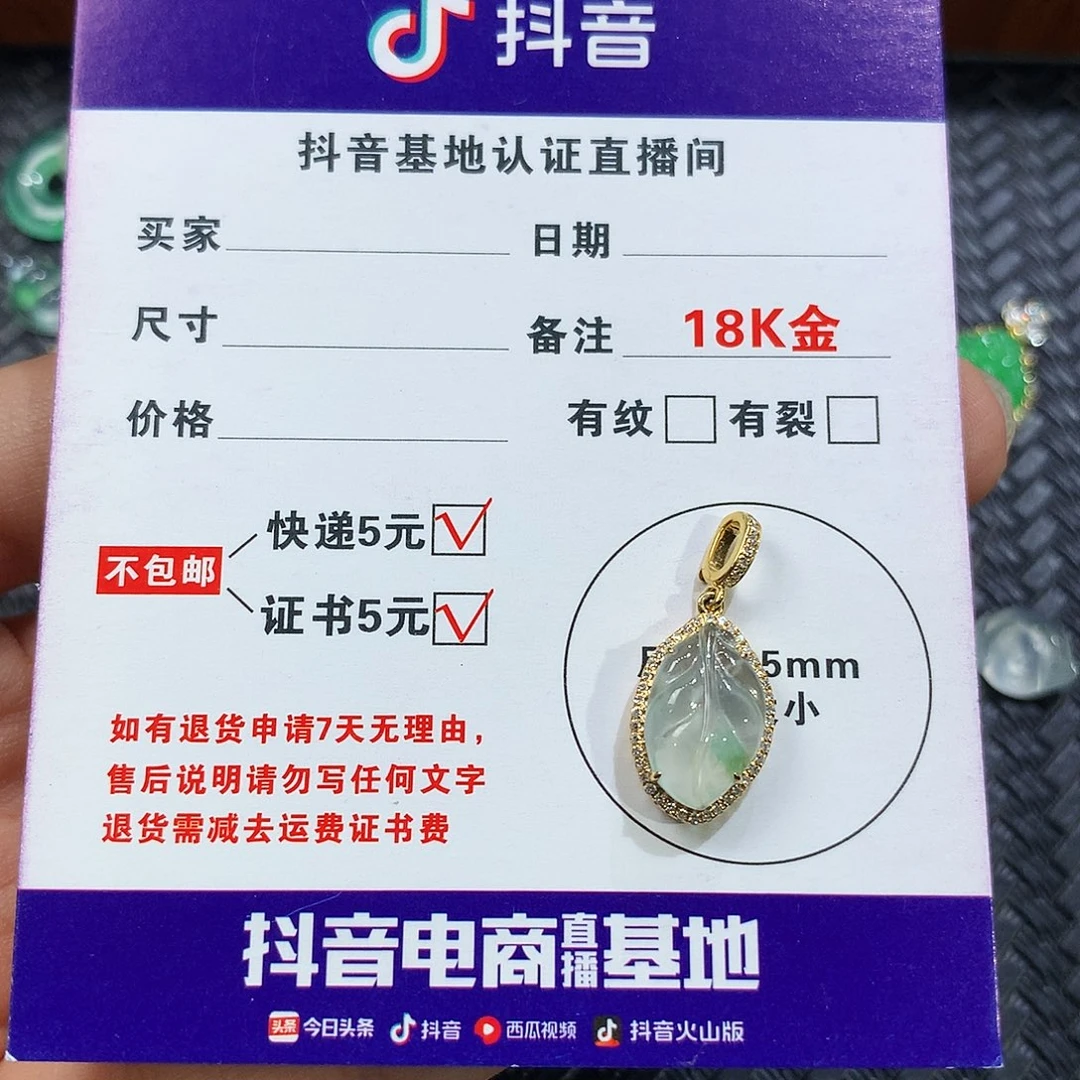 抖音
抖音基地认证直播间
买家 日期
尺寸 备注 18K金
价格 有纹 有裂
不包邮
快递5元
证书5元
5mm
小
如有退货申请7天无理由，
售后说明请勿写任何文字
退货需减去运费证书费
抖音电商直播基地
头条 今日头条 抖音 西瓜视频 抖音火山版